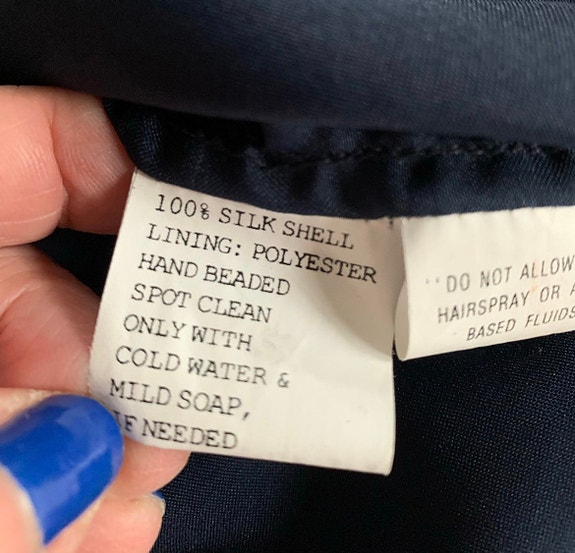 100% SILK SHELL
LINING: POLYESTER
HAND BEADED
SPOT CLEAN
ONLY WITH
COLD WATER &
MILD SOAP,
IF NEEDED
"DO NOT ALLOW
HAIRSPRAY OR
BASED FLUIDS